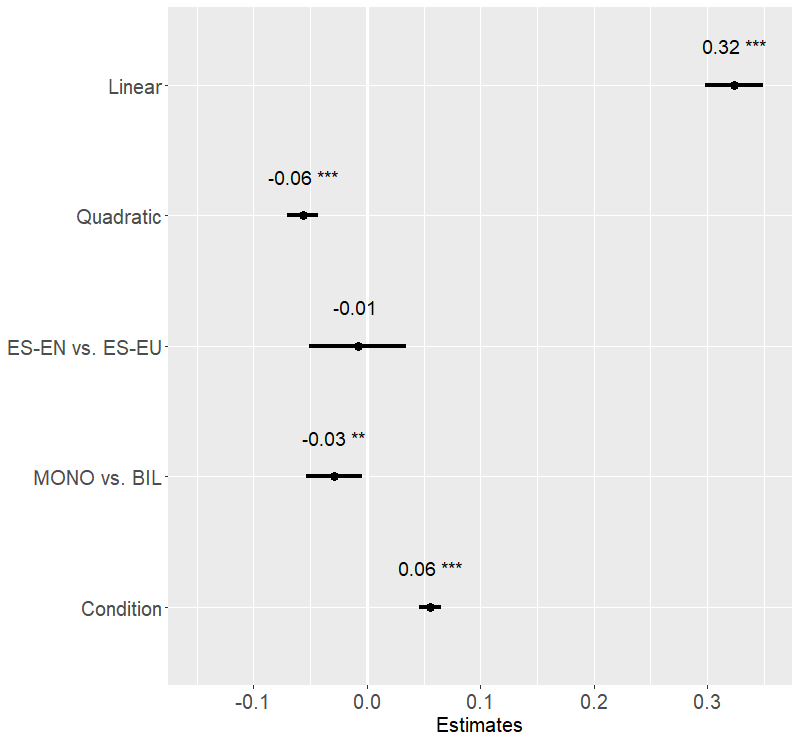 0.32 ***
Linear
-0.06 ***
Quadratic
-0.01
ES-EN vs. ES-EU
-0.03 **
MONO vs. BIL
0.06 ***
Condition
-0.1 0.0 0.1 0.2 0.3
Estimates